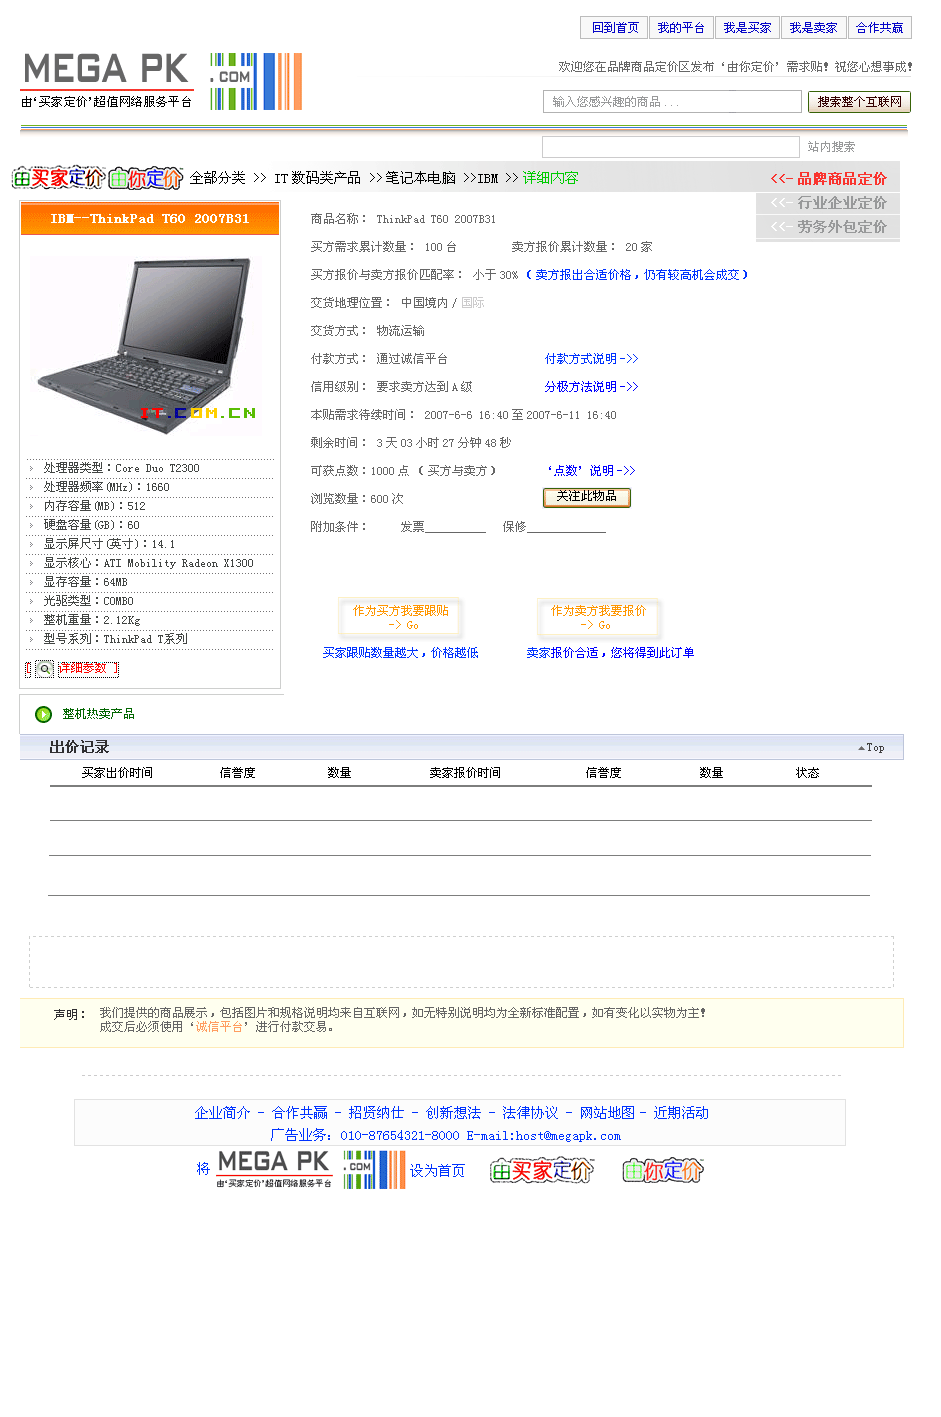 回到首页 我的平台 我是买家 我是卖家 合作共赢
MEGA PK .COM
由‘买家定价’超值网络服务平台
欢迎您在品牌商品定价区发布‘由你定价’需求贴！祝您心想事成！
输入您感兴趣的商品 . . . 搜索整个互联网
站内搜索
由买家定价 由你定价 全部分类 >> IT 数码类产品 >> 笔记本电脑 >>IBM >> 详细内容
<<- 品牌商品定价
<<- 行业企业定价
<<- 劳务外包定价
IBM--ThinkPad T60 2007B31
IT.COM.CN
处理器类型：Core Duo T2300
处理器频率(MHz)：1660
内存容量(MB)：512
硬盘容量(GB)：60
显示屏尺寸(英寸)：14.1
显示核心：ATI Mobility Radeon X1300
显存容量：64MB
光驱类型：COMBO
整机重量：2.12Kg
型号系列：ThinkPad T系列
[ 详细参数 ]
整机热卖产品
商品名称： ThinkPad T60 2007B31
买方需求累计数量： 100 台 卖方报价累计数量： 20 家
买方报价与卖方报价匹配率： 小于 30% （卖方报出合适价格，仍有较高机会成交）
交货地理位置： 中国境内 / 国际
交货方式： 物流运输
付款方式： 通过诚信平台 付款方式说明 ->>
信用级别： 要求卖方达到 A 级 分极方法说明 ->>
本贴需求待续时间： 2007-6-6 16:40 至 2007-6-11 16:40
剩余时间： 3 天 03 小时 27 分钟 48 秒
可获点数：1000 点 （买方与卖方） ‘点数’说明 ->>
浏览数量：600 次 关注此物品
附加条件： 发票__________ 保修_____________
作为买方我要跟贴
-> Go
作为卖方我要报价
-> Go
买家跟贴数量越大，价格越低 卖家报价合适，您将得到此订单
出价记录 Top
买家出价时间 信誉度 数量 卖家报价时间 信誉度 数量 状态
声明： 我们提供的商品展示，包括图片和规格说明均来自互联网，如无特别说明均为全新标准配置，如有变化以实物为主！
成交后必须使用‘诚信平台’进行付款交易。
企业简介 - 合作共赢 - 招贤纳仕 - 创新想法 - 法律协议 - 网站地图 - 近期活动
广告业务：010-87654321-8000 E-mail:host@megapk.com
将 MEGA PK .COM 由‘买家定价’超值网络服务平台 设为首页 由买家定价 由你定价